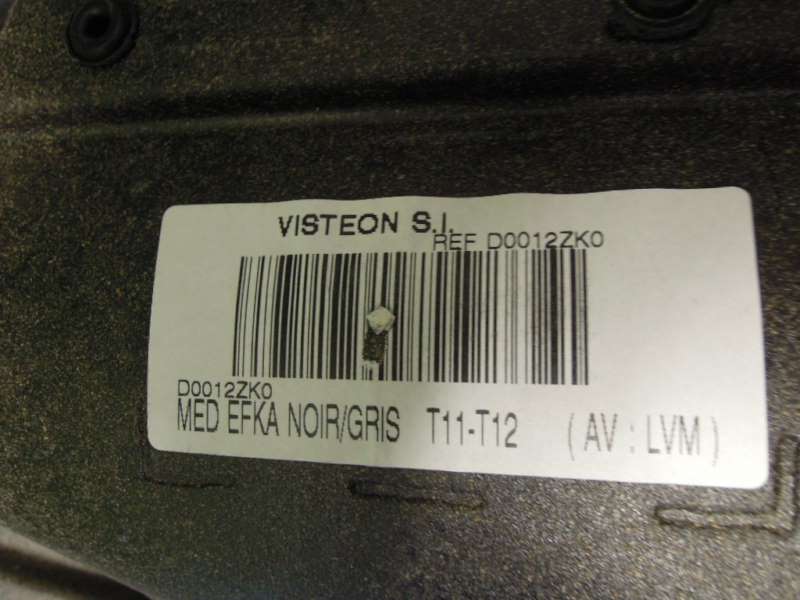 VISTEON S.I.
REF D0012ZK0
D0012ZK0
MED EFKA NOIR/GRIS T11-T12 ( AV : LVM )